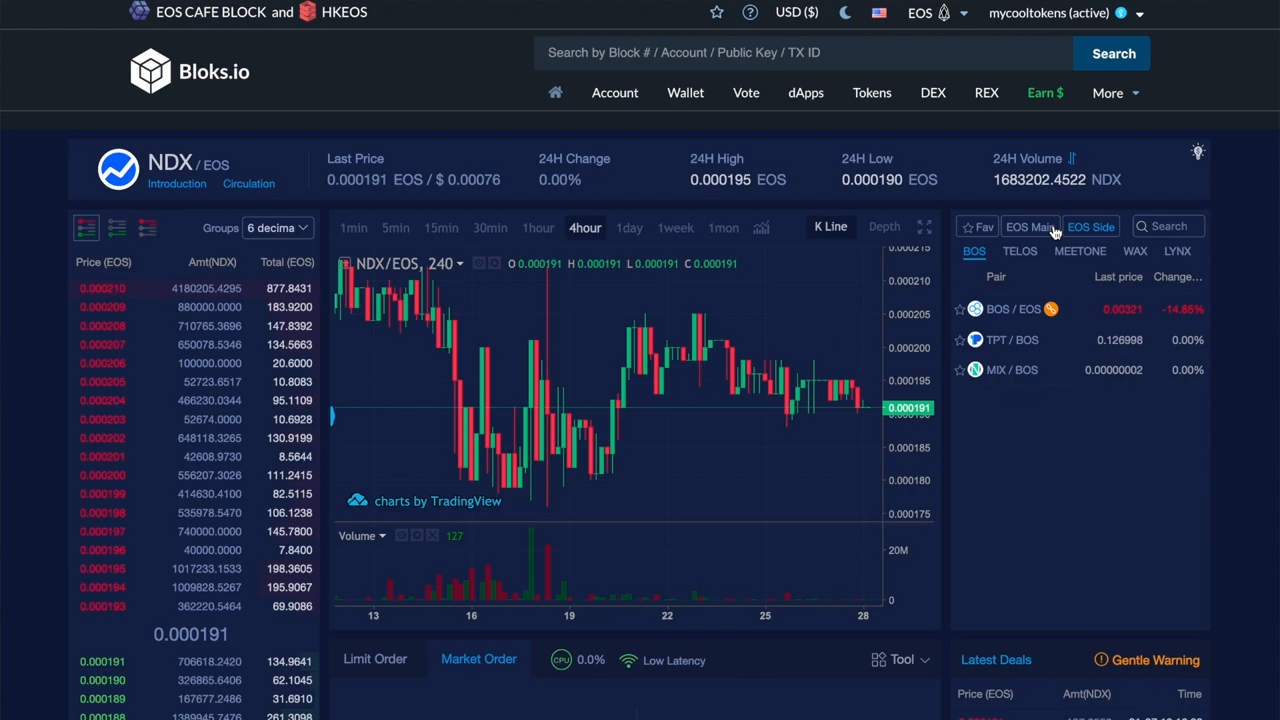 EOS CAFE BLOCK and HKEOS
USD ($)
EOS
mycooltokens (active)
Bloks.io
Search by Block # / Account / Public Key / TX ID
Search
Account Wallet Vote dApps Tokens DEX REX Earn $ More
NDX / EOS
Introduction Circulation
Last Price
0.000191 EOS / $ 0.00076
24H Change
0.00%
24H High
0.000195 EOS
24H Low
0.000190 EOS
24H Volume
1683202.4522 NDX
Groups 6 decima
Price (EOS) Amt(NDX) Total (EOS)
0.000210 4180205.4295 877.8431
0.000209 880000.0000 183.9200
0.000208 710765.3696 147.8392
0.000207 650078.5346 134.5663
0.000206 100000.0000 20.6000
0.000205 52723.6517 10.8083
0.000204 466230.0344 95.1109
0.000203 52674.0000 10.6928
0.000202 648118.3265 130.9199
0.000201 42608.9730 8.5644
0.000200 556207.3026 111.2415
0.000199 414630.4100 82.5115
0.000198 535978.5470 106.1238
0.000197 740000.0000 145.7800
0.000196 40000.0000 7.8400
0.000195 1017233.1533 198.3605
0.000194 1009828.5267 195.9067
0.000193 362220.5464 69.9086
0.000191
0.000191 706618.2420 134.9641
0.000190 326865.6406 62.1045
0.000189 167677.2486 31.6910
0.000188 1389945.7476 261.3098
1min 5min 15min 30min 1hour 4hour 1day 1week 1mon
K Line Depth
NDX/EOS, 240 O 0.000191 H 0.000191 L 0.000191 C 0.000191
0.000215
0.000210
0.000205
0.000200
0.000195
0.000191
0.000185
0.000180
0.000175
charts by TradingView
Volume 127
20M
0
13 16 19 22 25 28
Limit Order Market Order CPU 0.0% Low Latency Tool
Fav EOS Main EOS Side Search
BOS TELOS MEETONE WAX LYNX
Pair Last price Change...
BOS / EOS 0.00321 -14.85%
TPT / BOS 0.126998 0.00%
MIX / BOS 0.00000002 0.00%
Latest Deals Gentle Warning
Price (EOS) Amt(NDX) Time